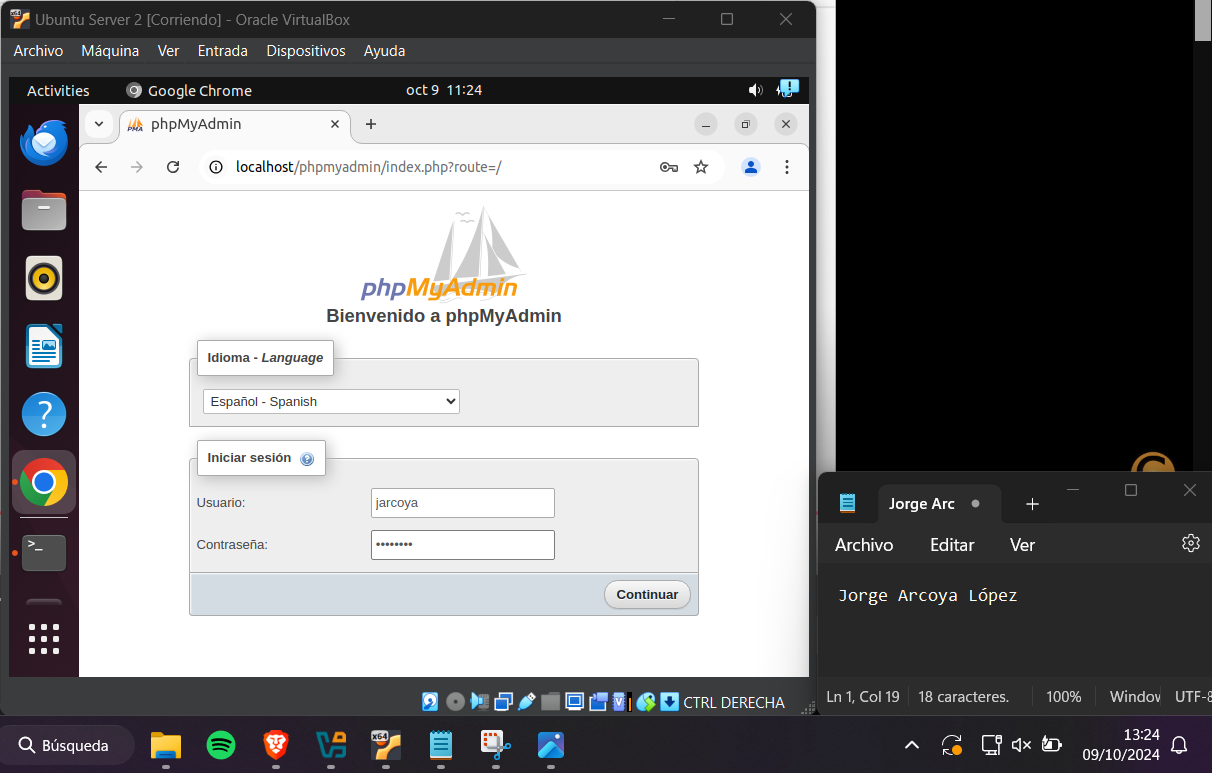 Ubuntu Server 2 [Corriendo] - Oracle VirtualBox
Archivo Máquina Ver Entrada Dispositivos Ayuda
Activities Google Chrome oct 9 11:24
phpMyAdmin
localhost/phpmyadmin/index.php?route=/
phpMyAdmin
Bienvenido a phpMyAdmin
Idioma - Language
Español - Spanish
Iniciar sesión
Usuario: jarcoya
Contraseña: ••••••••
Continuar
CTRL DERECHA
Jorge Arc
Archivo Editar Ver
Jorge Arcoya López
Ln 1, Col 19 18 caracteres. 100% Window UTF-8
Búsqueda
13:24
09/10/2024